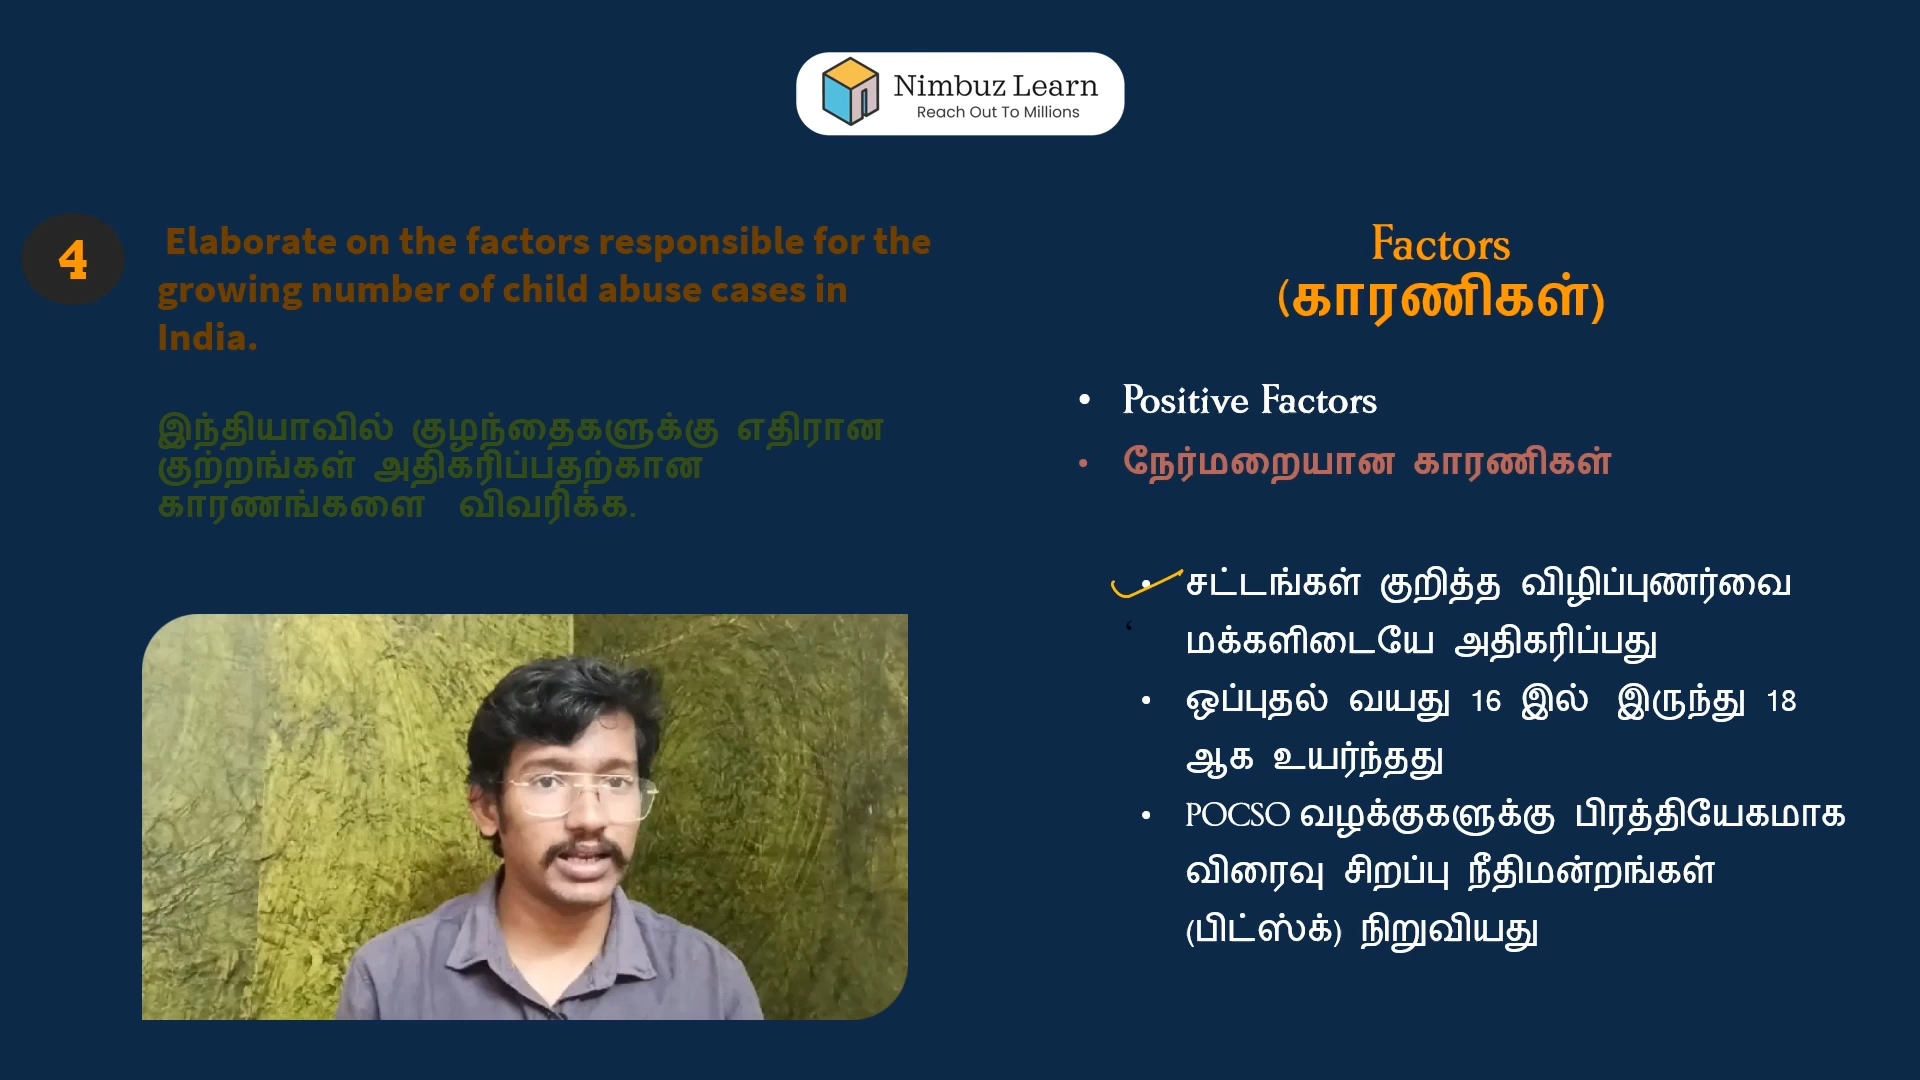 Nimbuz Learn
Reach Out To Millions
4
Elaborate on the factors responsible for the
growing number of child abuse cases in
India.
இந்தியாவில் குழந்தைகளுக்கு எதிரான
குற்றங்கள் அதிகரிப்பதற்கான
காரணங்களை விவரிக்க.
Factors
(காரணிகள்)
• Positive Factors
• நேர்மறையான காரணிகள்
• சட்டங்கள் குறித்த விழிப்புணர்வை
மக்களிடையே அதிகரிப்பது
• ஒப்புதல் வயது 16 இல் இருந்து 18
ஆக உயர்ந்தது
• POCSO வழக்குகளுக்கு பிரத்தியேகமாக
விரைவு சிறப்பு நீதிமன்றங்கள்
(பிட்ஸ்க்) நிறுவியது